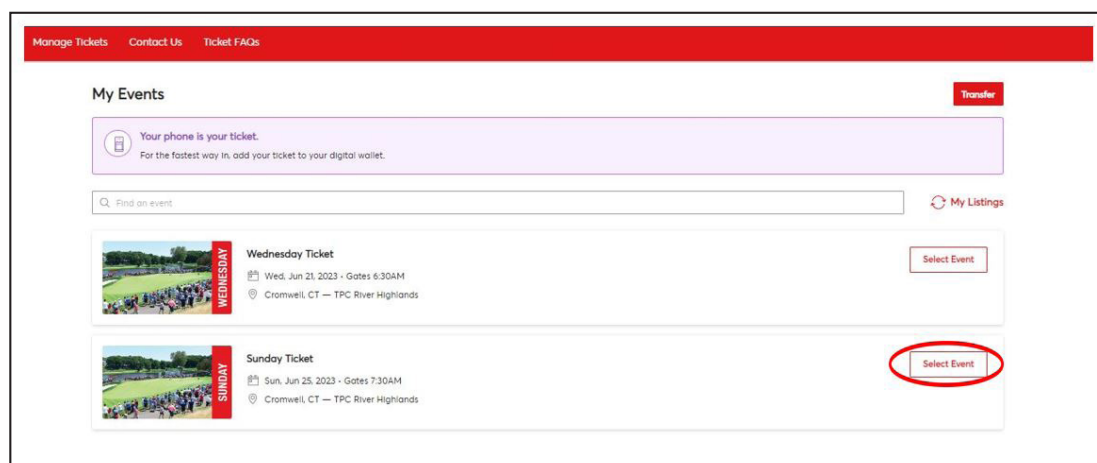 Manage Tickets Contact Us Ticket FAQs
My Events
Transfer
Your phone is your ticket.
For the fastest way in, add your ticket to your digital wallet.
Find an event
My Listings
WEDNESDAY
Wednesday Ticket
Wed, Jun 21, 2023 - Gates 6:30AM
Cromwell, CT — TPC River Highlands
Select Event
SUNDAY
Sunday Ticket
Sun, Jun 25, 2023 - Gates 7:30AM
Cromwell, CT — TPC River Highlands
Select Event